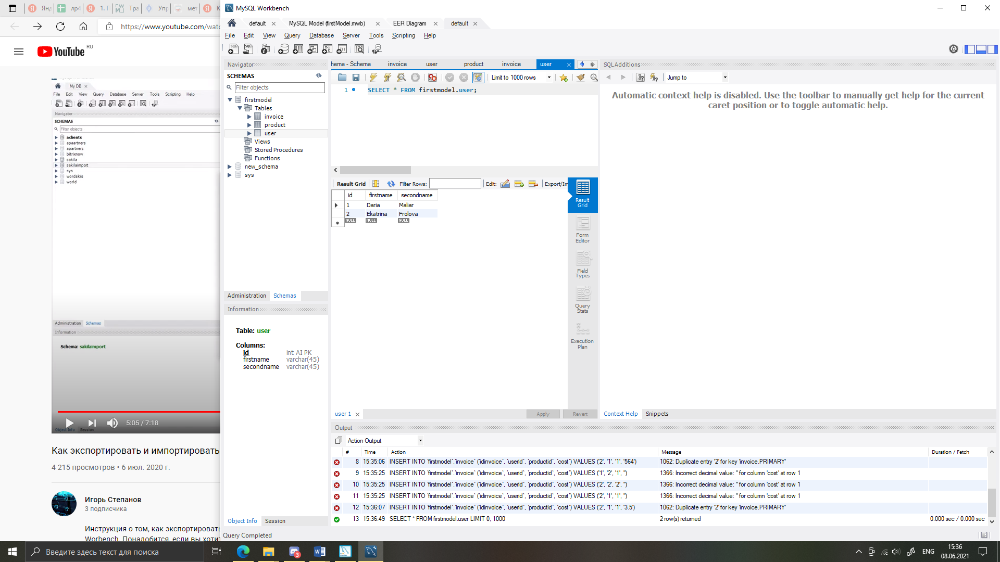 Янд
лр4
1. Г
Тра
Упр
мет
К
https://www.youtube.com/watc
YouTube RU
My DB
File Edit View Query Database Server Tools Scripting Help
Navigator
SCHEMAS
Filter objects
aclients
apaartners
apartners
bitrixnow
sakila
sakilaimport
sys
wordskils
world
Administration Schemas
Information
Schema: sakilaimport
5:05 / 7:18
Object Info Session
Как экспортировать и импортировать
4 215 просмотров • 6 июл. 2020 г.
Игорь Степанов
3 подписчика
Инструкция о том, как экспортировать
Worbench. Понадобится, если вы хотит
MySQL Workbench
default
MySQL Model (firstModel.mwb)
EER Diagram
default
File Edit View Query Database Server Tools Scripting Help
Navigator
SCHEMAS
Filter objects
firstmodel
Tables
invoice
product
user
Views
Stored Procedures
Functions
new_schema
sys
Administration Schemas
Information
Table: user
Columns:
id int AI PK
firstname varchar(45)
secondname varchar(45)
Object Info Session
hema - Schema invoice user product invoice user
Limit to 1000 rows
1 SELECT * FROM firstmodel.user;
Result Grid Filter Rows: Edit: Export/Im
id firstname secondname
1 Daria Maliar
2 Ekatrina Frolova
NULL NULL NULL
Result
Grid
Form
Editor
Field
Types
Query
Stats
Execution
Plan
user 1 Apply Revert
SQLAdditions
Jump to
Automatic context help is disabled. Use the toolbar to manually get help for the current
caret position or to toggle automatic help.
Context Help Snippets
Output
Action Output
# Time Action Message Duration / Fetch
8 15:35:06 INSERT INTO `firstmodel`.`invoice` (`idinvoice`, `userid`, `productid`, `cost`) VALUES ('2', '1', '1', '564') 1062: Duplicate entry '2' for key 'invoice.PRIMARY'
9 15:35:25 INSERT INTO `firstmodel`.`invoice` (`idinvoice`, `userid`, `productid`, `cost`) VALUES ('1', '2', '1', '') 1366: Incorrect decimal value: '' for column 'cost' at row 1
10 15:35:25 INSERT INTO `firstmodel`.`invoice` (`idinvoice`, `userid`, `productid`, `cost`) VALUES ('2', '2', '2', '') 1366: Incorrect decimal value: '' for column 'cost' at row 1
11 15:35:25 INSERT INTO `firstmodel`.`invoice` (`idinvoice`, `userid`, `productid`, `cost`) VALUES ('2', '1', '1', '') 1366: Incorrect decimal value: '' for column 'cost' at row 1
12 15:36:07 INSERT INTO `firstmodel`.`invoice` (`idinvoice`, `userid`, `productid`, `cost`) VALUES ('2', '1', '1', '3.5') 1062: Duplicate entry '2' for key 'invoice.PRIMARY'
13 15:36:49 SELECT * FROM firstmodel.user LIMIT 0, 1000 2 row(s) returned 0.000 sec / 0.000 sec
Query Completed
Введите здесь текст для поиска
3
ENG
15:36
08.06.2021